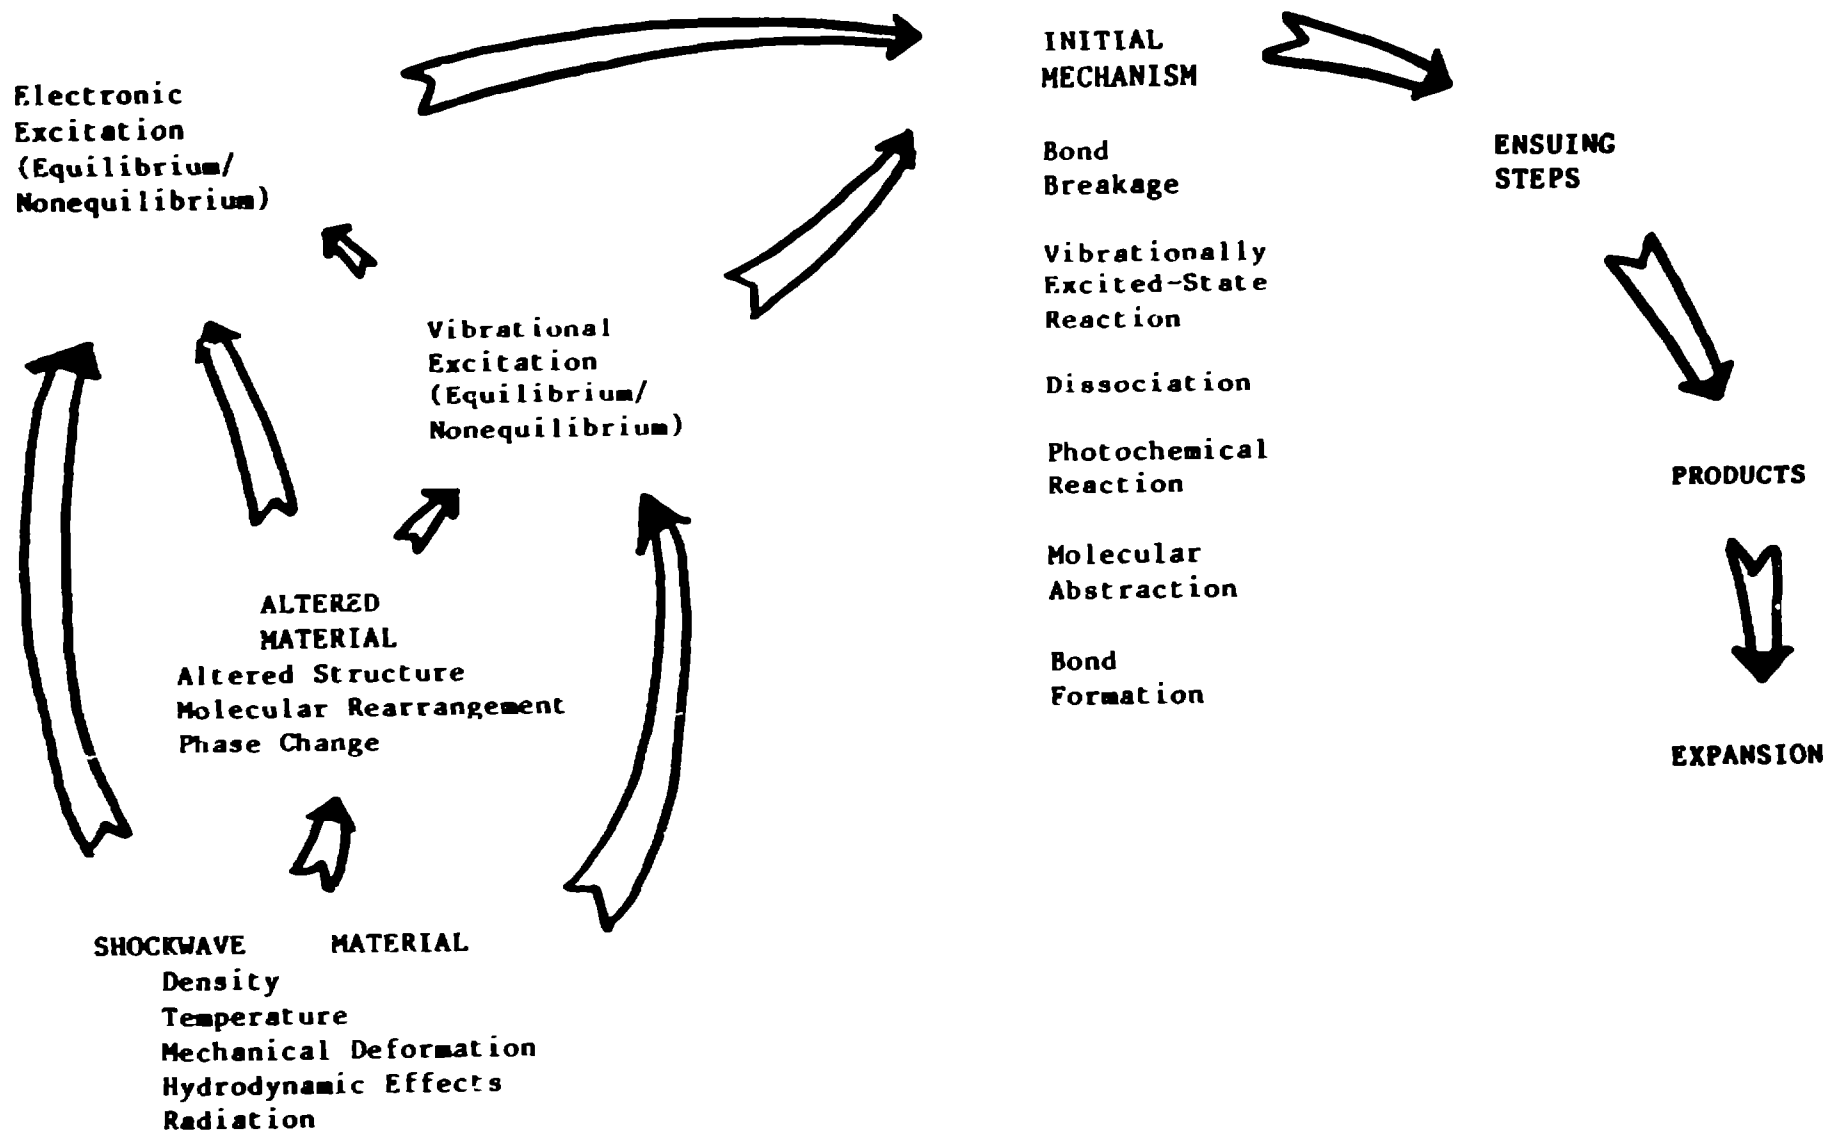 Electronic
Excitation
(Equilibrium/
Nonequilibrium)
Vibrational
Excitation
(Equilibrium/
Nonequilibrium)
ALTERED
MATERIAL
Altered Structure
Molecular Rearrangement
Phase Change
SHOCKWAVE MATERIAL
Density
Temperature
Mechanical Deformation
Hydrodynamic Effects
Radiation
INITIAL
MECHANISM
Bond
Breakage
Vibrationally
Excited-State
Reaction
Dissociation
Photochemical
Reaction
Molecular
Abstraction
Bond
Formation
ENSUING
STEPS
PRODUCTS
EXPANSION